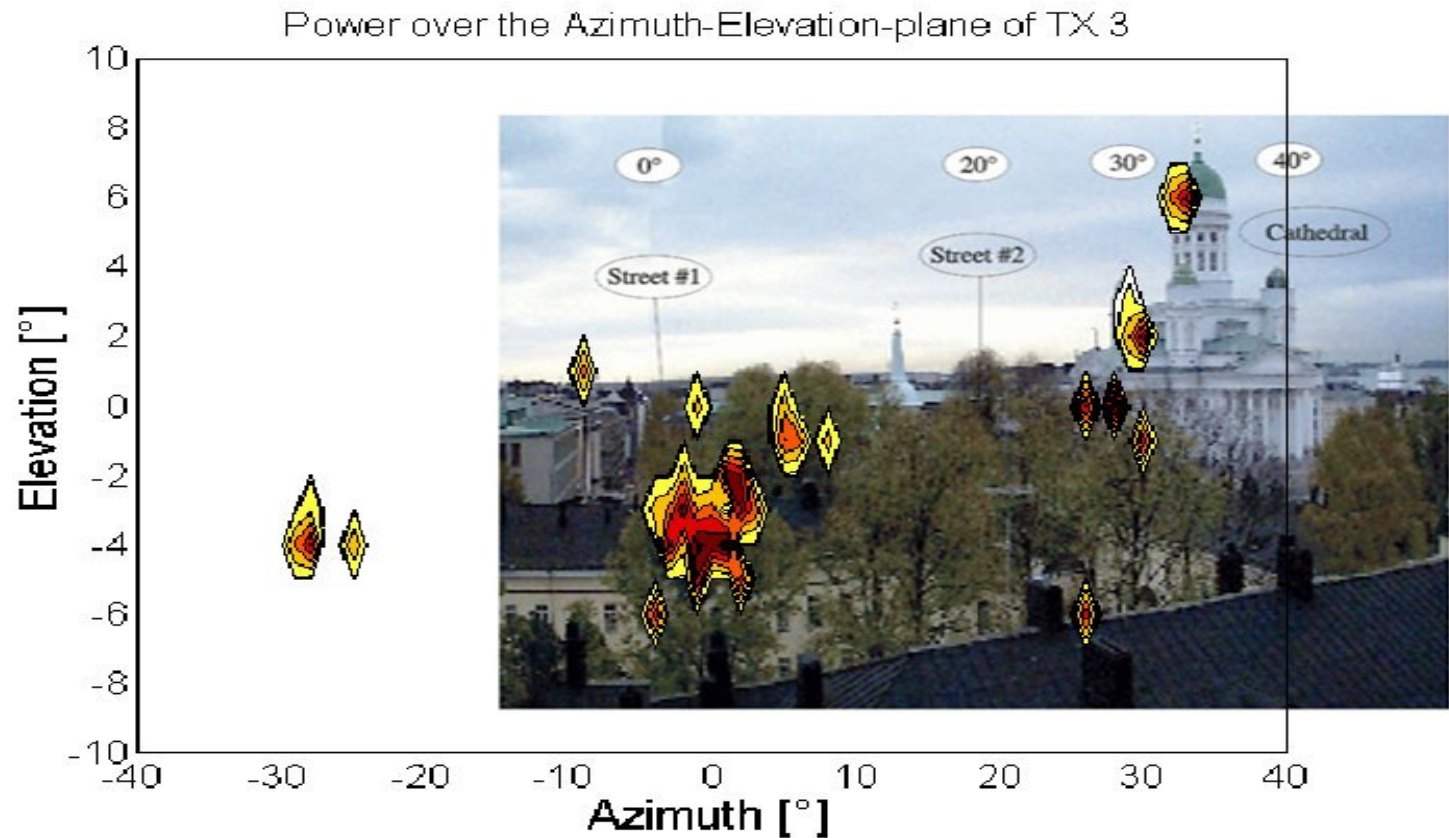 Power over the Azimuth-Elevation-plane of TX 3
10
8
6
4
2
0
-2
-4
-6
-8
-10
Elevation [°]
0° 20° 30° 40°
Cathedral
Street #2
Street #1
-40 -30 -20 -10 0 10 20 30 40
Azimuth [°]